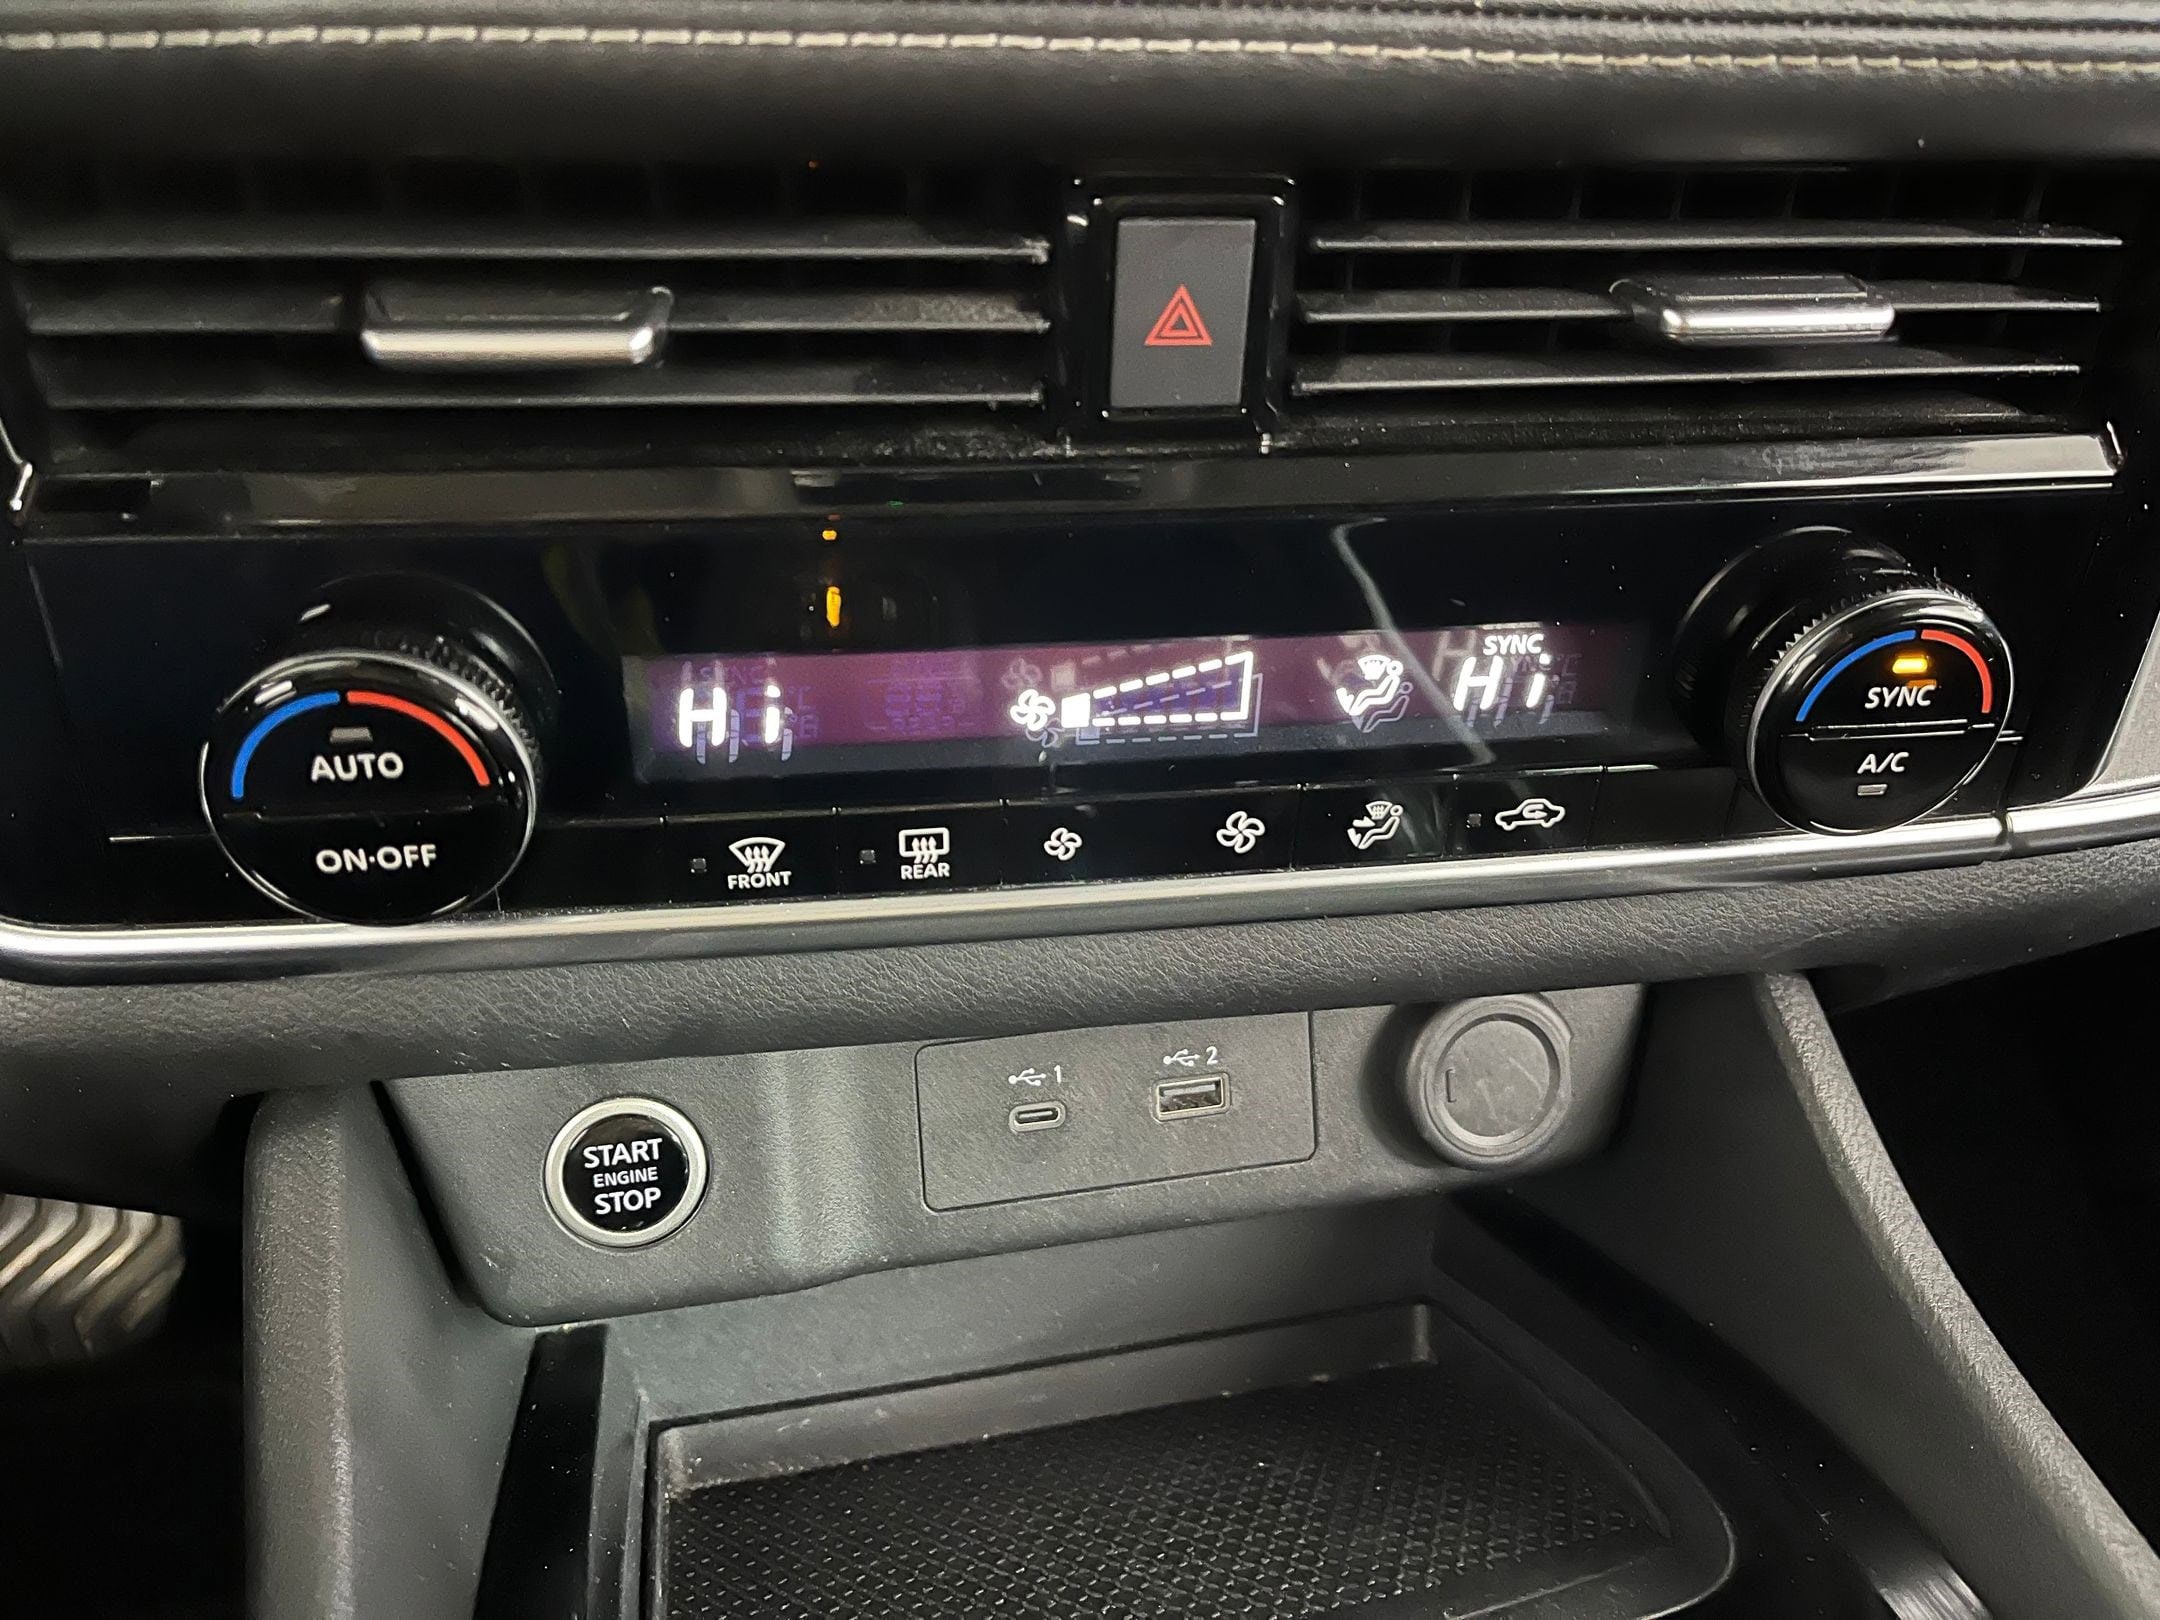 SYNC
Hi
Hi
AUTO
ON·OFF
SYNC
A/C
FRONT
REAR
1
2
START
ENGINE
STOP